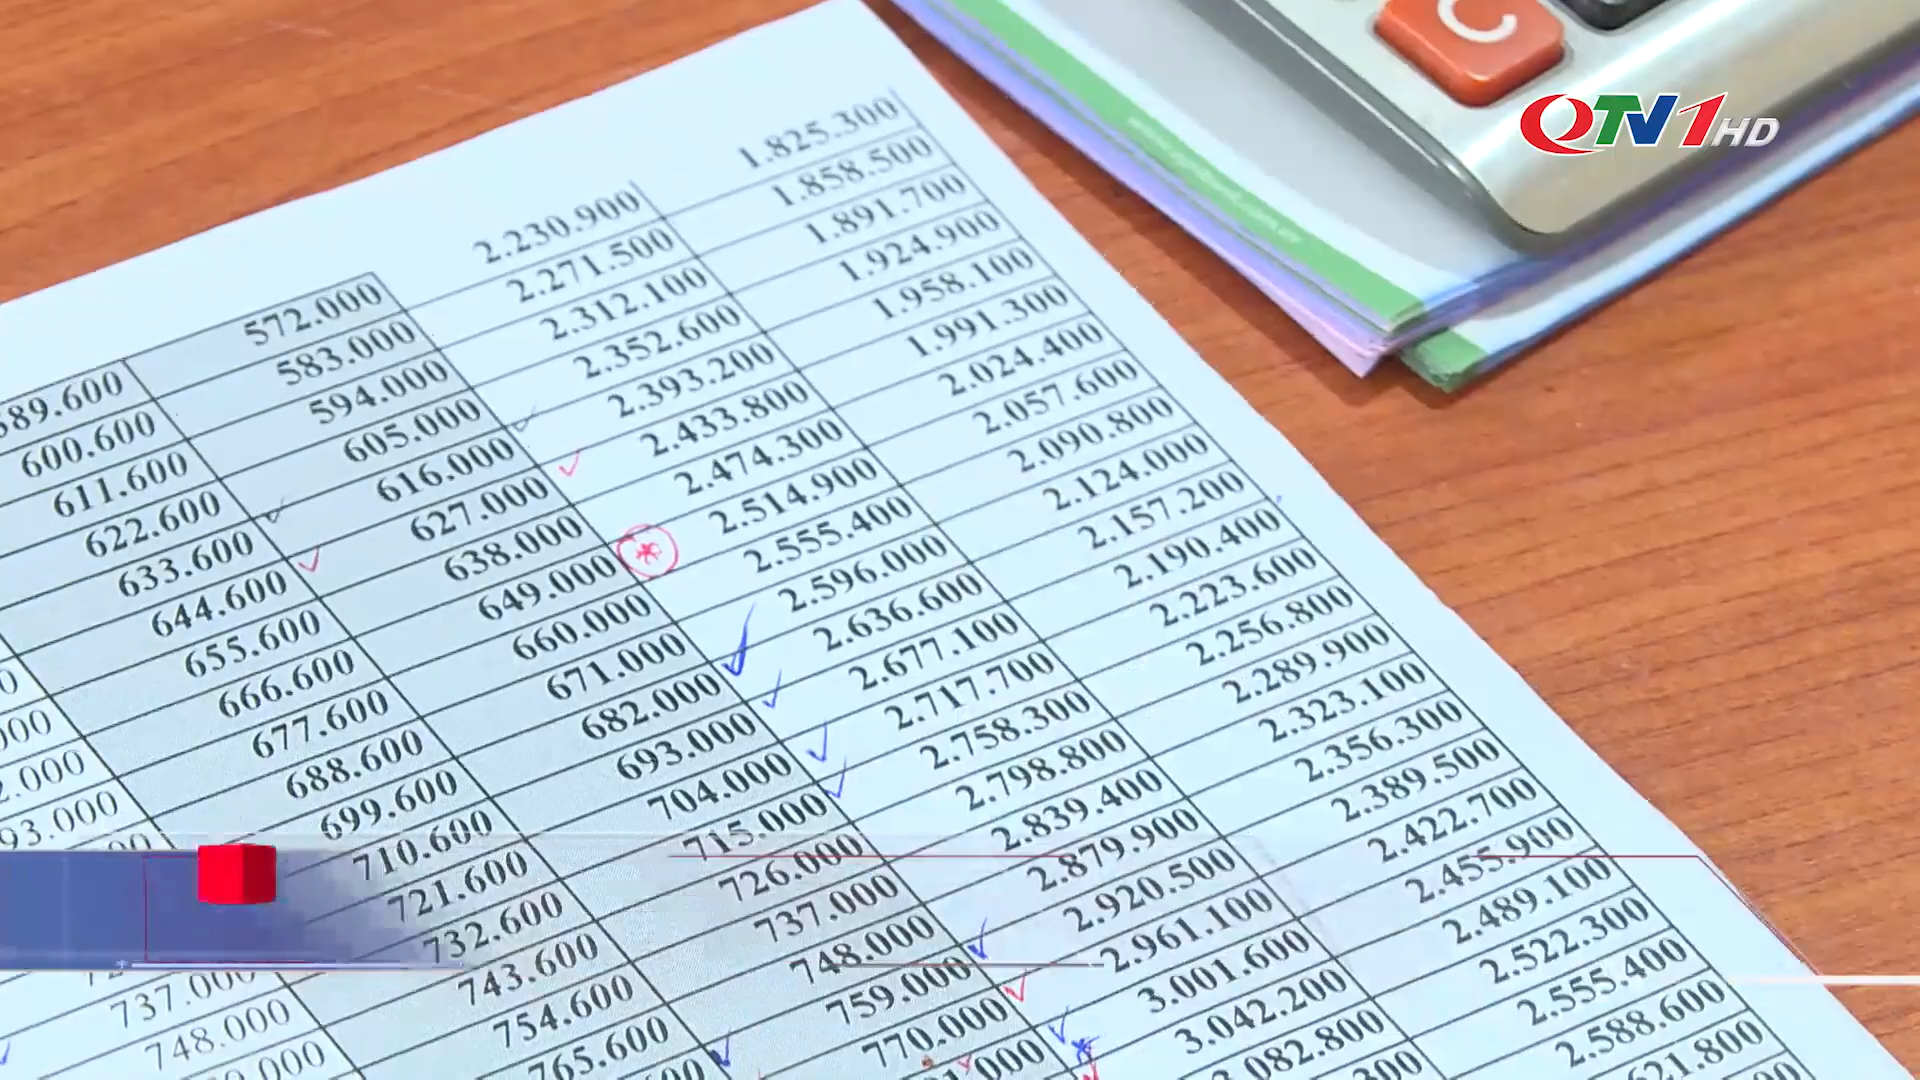 589.600 572.000 2.230.900 1.825.300
600.600 583.000 2.271.500 1.858.500
611.600 594.000 2.312.100 1.891.700
622.600 605.000 2.352.600 1.924.900
633.600 616.000 2.393.200 1.958.100
644.600 627.000 2.433.800 1.991.300
655.600 638.000 2.474.300 2.024.400
666.600 649.000 2.514.900 2.057.600
677.600 660.000 2.555.400 2.090.800
688.600 671.000 2.596.000 2.124.000
699.600 682.000 2.636.600 2.157.200
710.600 693.000 2.677.100 2.190.400
737.000 721.600 704.000 2.717.700 2.223.600
748.000 732.600 715.000 2.758.300 2.256.800
743.600 726.000 2.798.800 2.289.900
754.600 737.000 2.839.400 2.323.100
765.600 748.000 2.879.900 2.356.300
759.000 2.920.500 2.389.500
770.000 2.961.100 2.422.700
3.001.600 2.455.900
3.042.200 2.489.100
2.522.300
2.555.400
2.588.600
C
QTV1HD